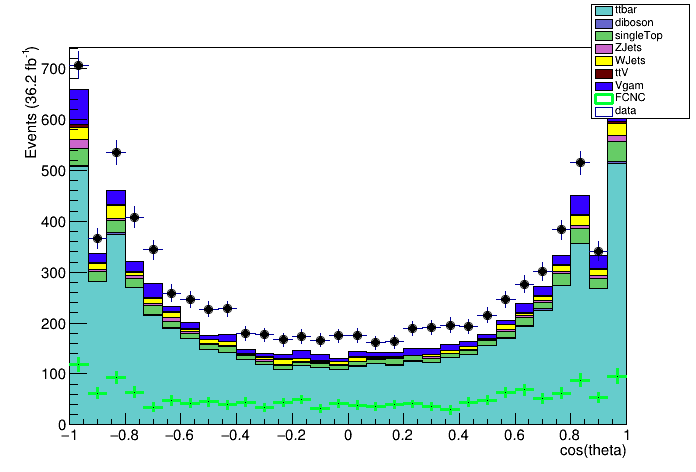 ttbar
diboson
singleTop
ZJets
WJets
ttV
Vgam
FCNC
data
Events (36.2 fb⁻¹)
700
600
500
400
300
200
100
0
−1 −0.8 −0.6 −0.4 −0.2 0 0.2 0.4 0.6 0.8 1
cos(theta)